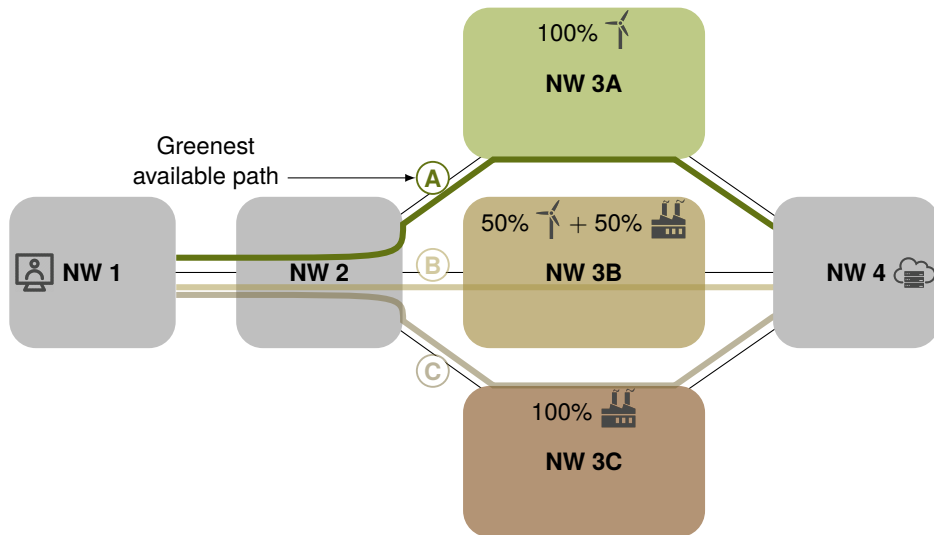 100%
NW 3A
Greenest
available path
A
50% + 50%
NW 1
NW 2
B
NW 3B
NW 4
C
100%
NW 3C